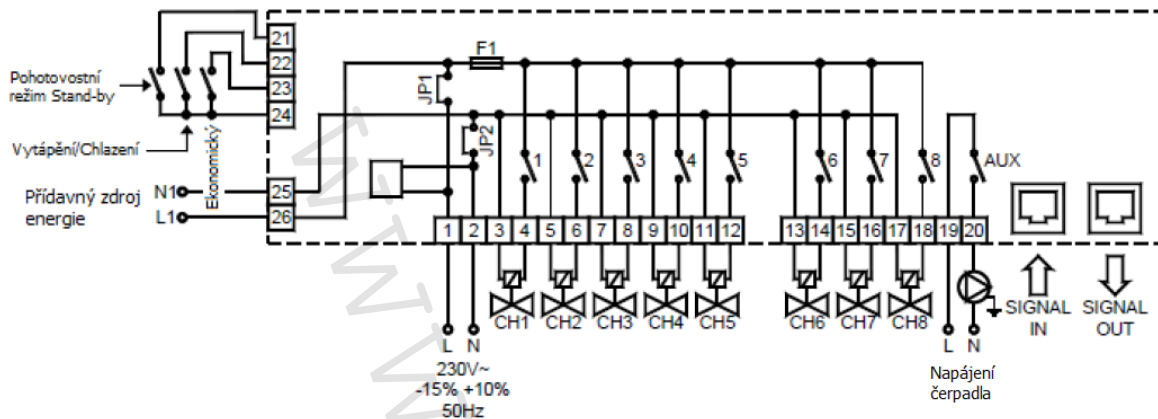 21
22
23
24
Pohotovostní
režim Stand-by
Vytápění/Chlazení
Ekonomický
Přídavný zdroj
energie
N1
L1
25
26
F1
JP1
JP2
1 2 3 4 5 6 7 8 AUX
1 2 3 4 5 6 7 8 9 10 11 12 13 14 15 16 17 18 19 20
CH1 CH2 CH3 CH4 CH5 CH6 CH7 CH8
SIGNAL
IN
SIGNAL
OUT
L N
230V~
-15% +10%
50Hz
L N
Napájení
čerpadla
WWW